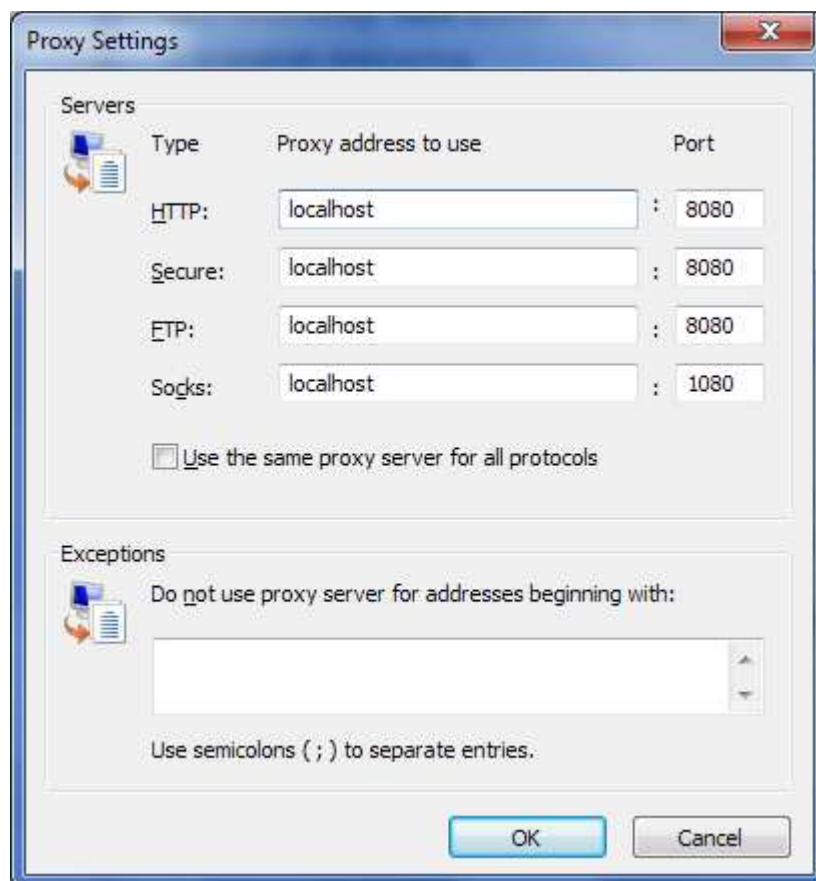 Proxy Settings
Servers
Type Proxy address to use Port
HTTP: localhost : 8080
Secure: localhost : 8080
FTP: localhost : 8080
Socks: localhost : 1080
Use the same proxy server for all protocols
Exceptions
Do not use proxy server for addresses beginning with:
Use semicolons ( ; ) to separate entries.
OK Cancel